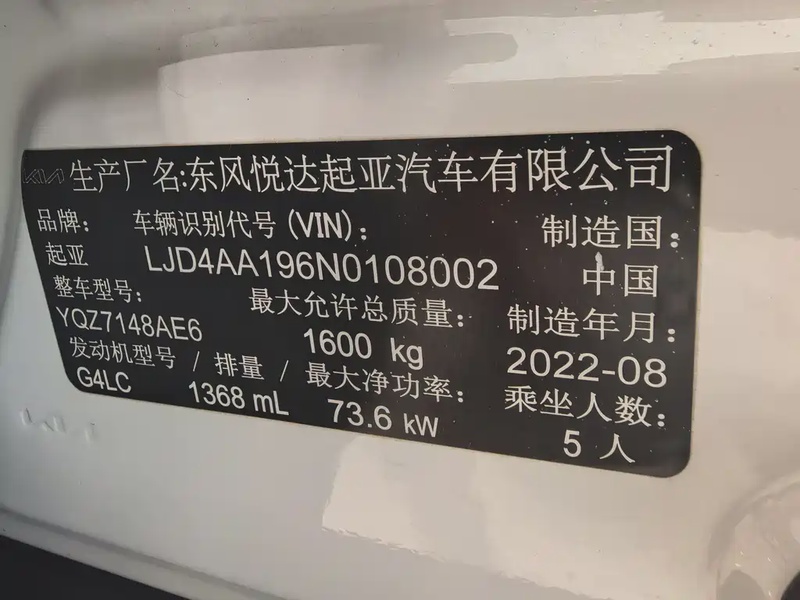 KIA 生产厂名:东风悦达起亚汽车有限公司
品牌: 车辆识别代号 (VIN): 制造国:
起亚 LJD4AA196N0108002 中国
整车型号: 最大允许总质量: 制造年月:
YQZ7148AE6 1600 kg 2022-08
发动机型号 / 排量 / 最大净功率: 乘坐人数:
G4LC 1368 mL 73.6 kW 5 人